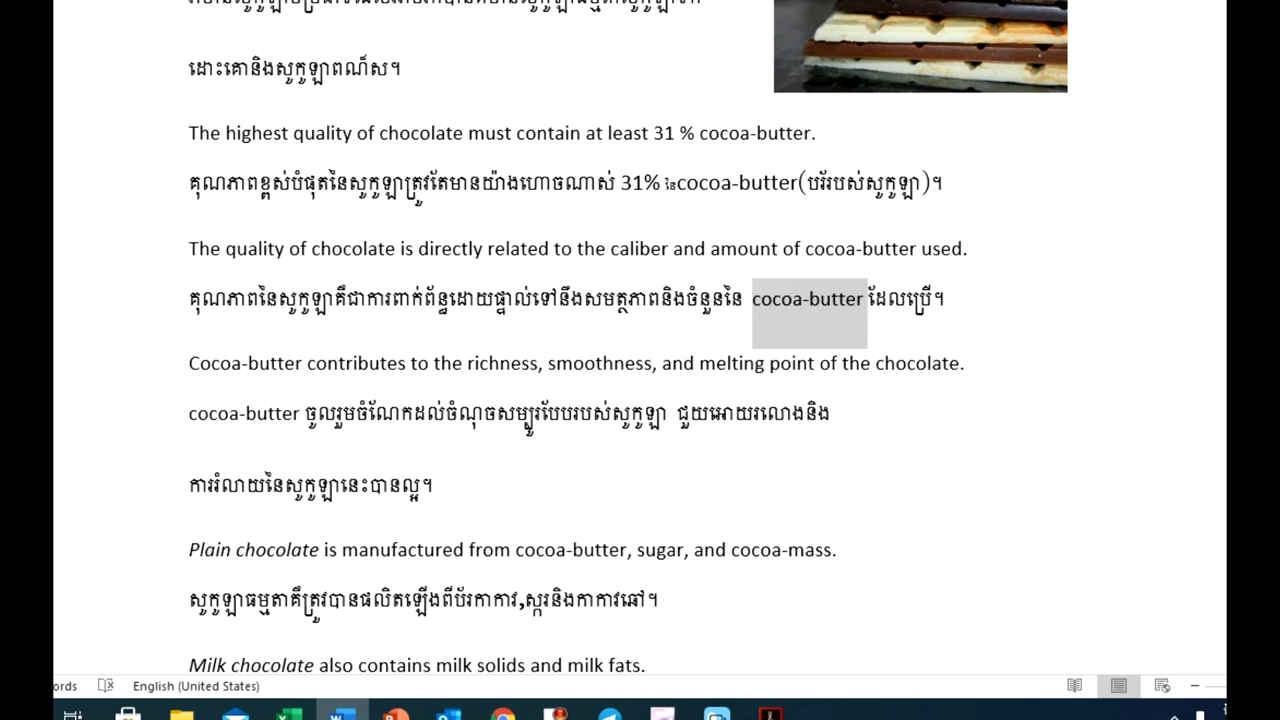 ដោះគោនិងសូកូឡាពណ៌ស។
The highest quality of chocolate must contain at least 31 % cocoa-butter.
គុណភាពខ្ពស់បំផុតនៃសូកូឡាត្រូវតែមានយ៉ាងហោចណាស់ 31% នៃcocoa-butter(បរ័របស់សូកូឡា)។
The quality of chocolate is directly related to the caliber and amount of cocoa-butter used.
គុណភាពនៃសូកូឡាគឺជាការពាក់ព័ន្ធដោយផ្ទាល់ទៅនឹងសមត្ថភាពនិងចំនួននៃ cocoa-butter ដែលប្រើ។
Cocoa-butter contributes to the richness, smoothness, and melting point of the chocolate.
cocoa-butter ចូលរួមចំណែកដល់ចំណុចសម្បូរបែបរបស់សូកូឡា ជួយអោយរលោងនិង
ការរំលាយនៃសូកូឡានេះបានល្អ។
Plain chocolate is manufactured from cocoa-butter, sugar, and cocoa-mass.
សូកូឡាធម្មតាគឺត្រូវបានផលិតឡើងពីប័រកាកាវ,ស្ករនិងកាកាវឆៅ។
Milk chocolate also contains milk solids and milk fats.
ords English (United States)